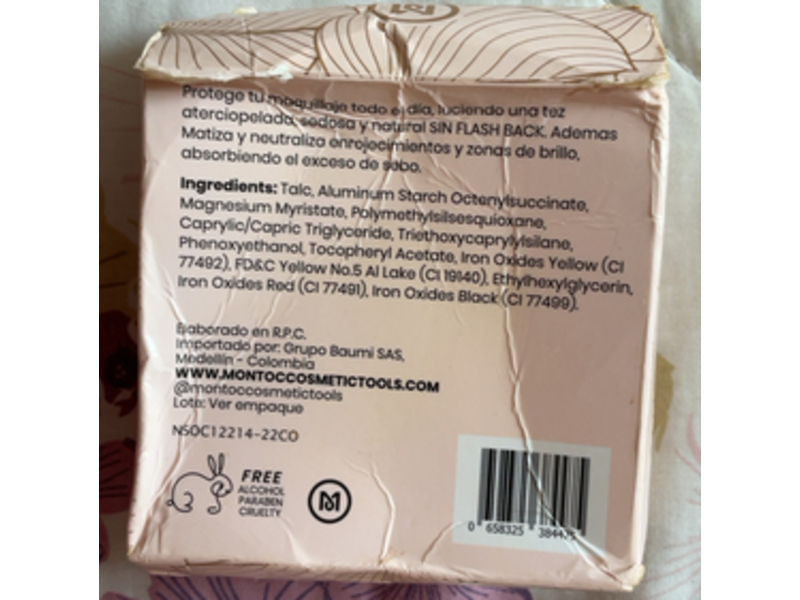 M
Protege tu maquillaje todo el día, luciendo una tez
aterciopelada, sedosa y natural SIN FLASH BACK. Ademas
Matiza y neutraliza enrojecimientos y zonas de brillo,
absorbiendo el exceso de sebo.
Ingredients: Talc, Aluminum Starch Octenylsuccinate,
Magnesium Myristate, Polymethylsilsesquioxane,
Caprylic/Capric Triglyceride, Triethoxycaprylylsilane,
Phenoxyethanol, Tocopheryl Acetate, Iron Oxides Yellow (CI
77492), FD&C Yellow No.5 Al Lake (CI 19140), Ethylhexylglycerin,
Iron Oxides Red (CI 77491), Iron Oxides Black (CI 77499).
Elaborado en R.P.C.
Importado por: Grupo Baumi SAS,
Medellín - Colombia
WWW.MONTOCCOSMETICTOOLS.COM
@montoccosmetictools
Lote: Ver empaque
NSOC12214-22CO
FREE
ALCOHOL
PARABEN
CRUELTY
M
0 658325